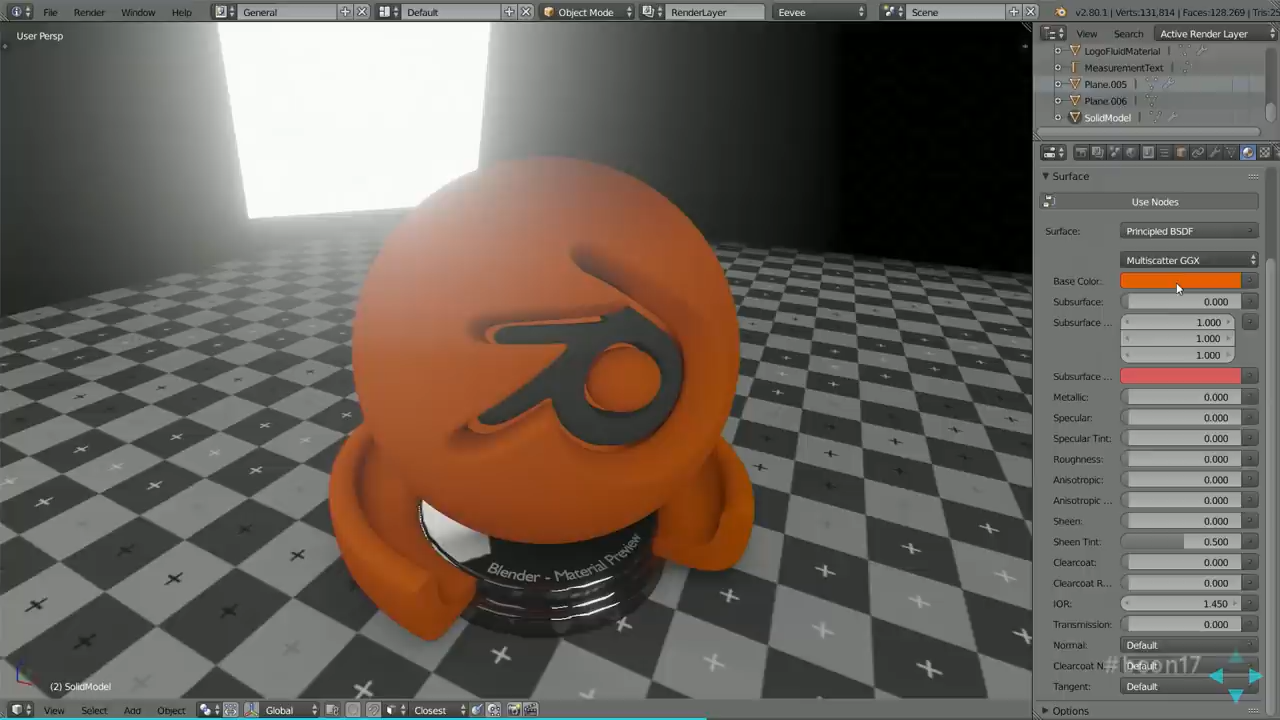 File Render Window Help General Default Object Mode RenderLayer Eevee Scene v2.80.1 | Verts:131,814 | Faces:128,269 | Tris:25
User Persp
View Search Active Render Layer
LogoFluidMaterial
MeasurementText
Plane.005
Plane.006
SolidModel
Surface
Use Nodes
Surface: Principled BSDF
Multiscatter GGX
Base Color:
Subsurface: 0.000
Subsurface ... 1.000
1.000
1.000
Subsurface ...
Metallic: 0.000
Specular: 0.000
Specular Tint: 0.000
Roughness: 0.000
Anisotropic: 0.000
Anisotropic ... 0.000
Sheen: 0.000
Sheen Tint: 0.500
Clearcoat: 0.000
Clearcoat R... 0.000
IOR: 1.450
Transmission: 0.000
Normal: Default
Clearcoat N... Default
Tangent: Default
Options
Blender - Material Preview
(2) SolidModel
View Select Add Object Global Closest